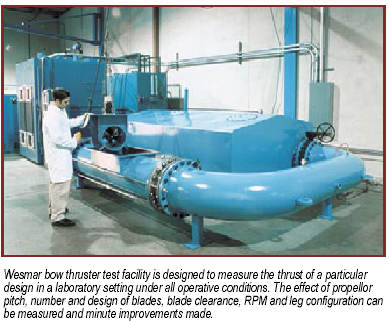 Wesmar bow thruster test facility is designed to measure the thrust of a particular
design in a laboratory setting under all operative conditions. The effect of propellor
pitch, number and design of blades, blade clearance, RPM and leg configuration can
be measured and minute improvements made.